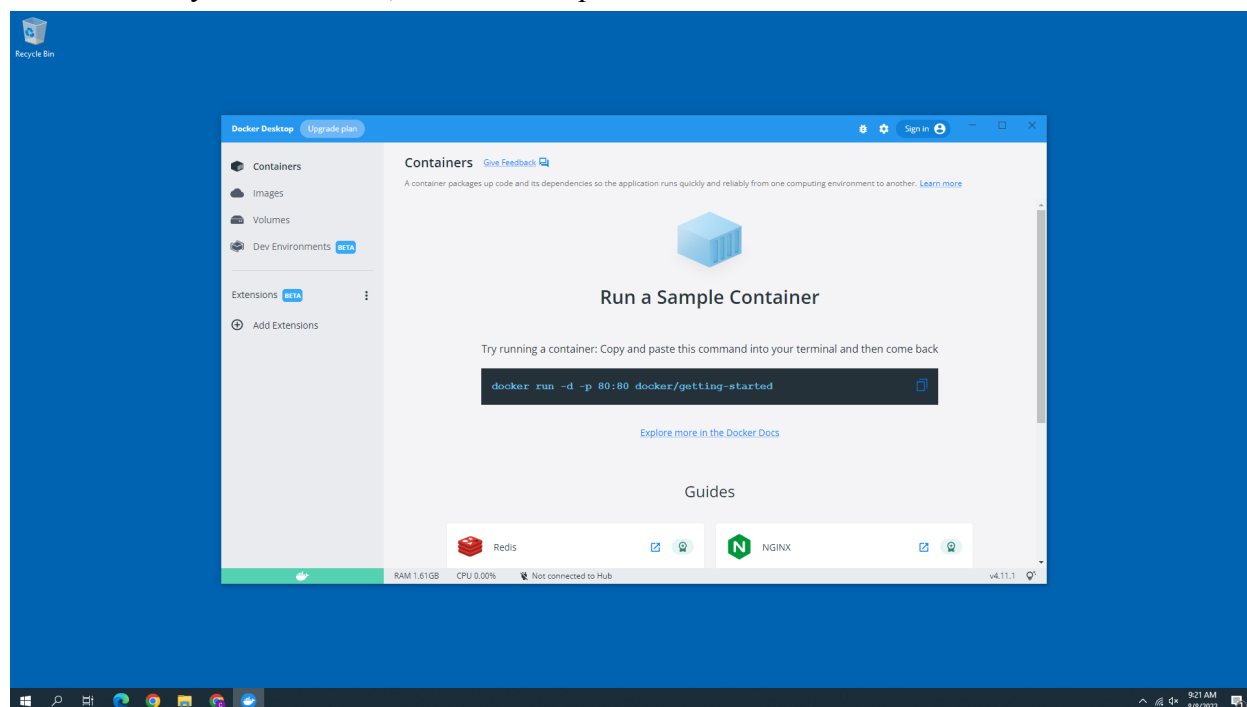 Recycle Bin
Docker Desktop Upgrade plan
Sign in
Containers
Images
Volumes
Dev Environments BETA
Extensions BETA
Add Extensions
Containers Give Feedback
A container packages up code and its dependencies so the application runs quickly and reliably from one computing environment to another. Learn more
Run a Sample Container
Try running a container: Copy and paste this command into your terminal and then come back
docker run -d -p 80:80 docker/getting-started
Explore more in the Docker Docs
Guides
Redis
NGINX
RAM 1.61GB CPU 0.00% Not connected to Hub v4.11.1
9:21 AM